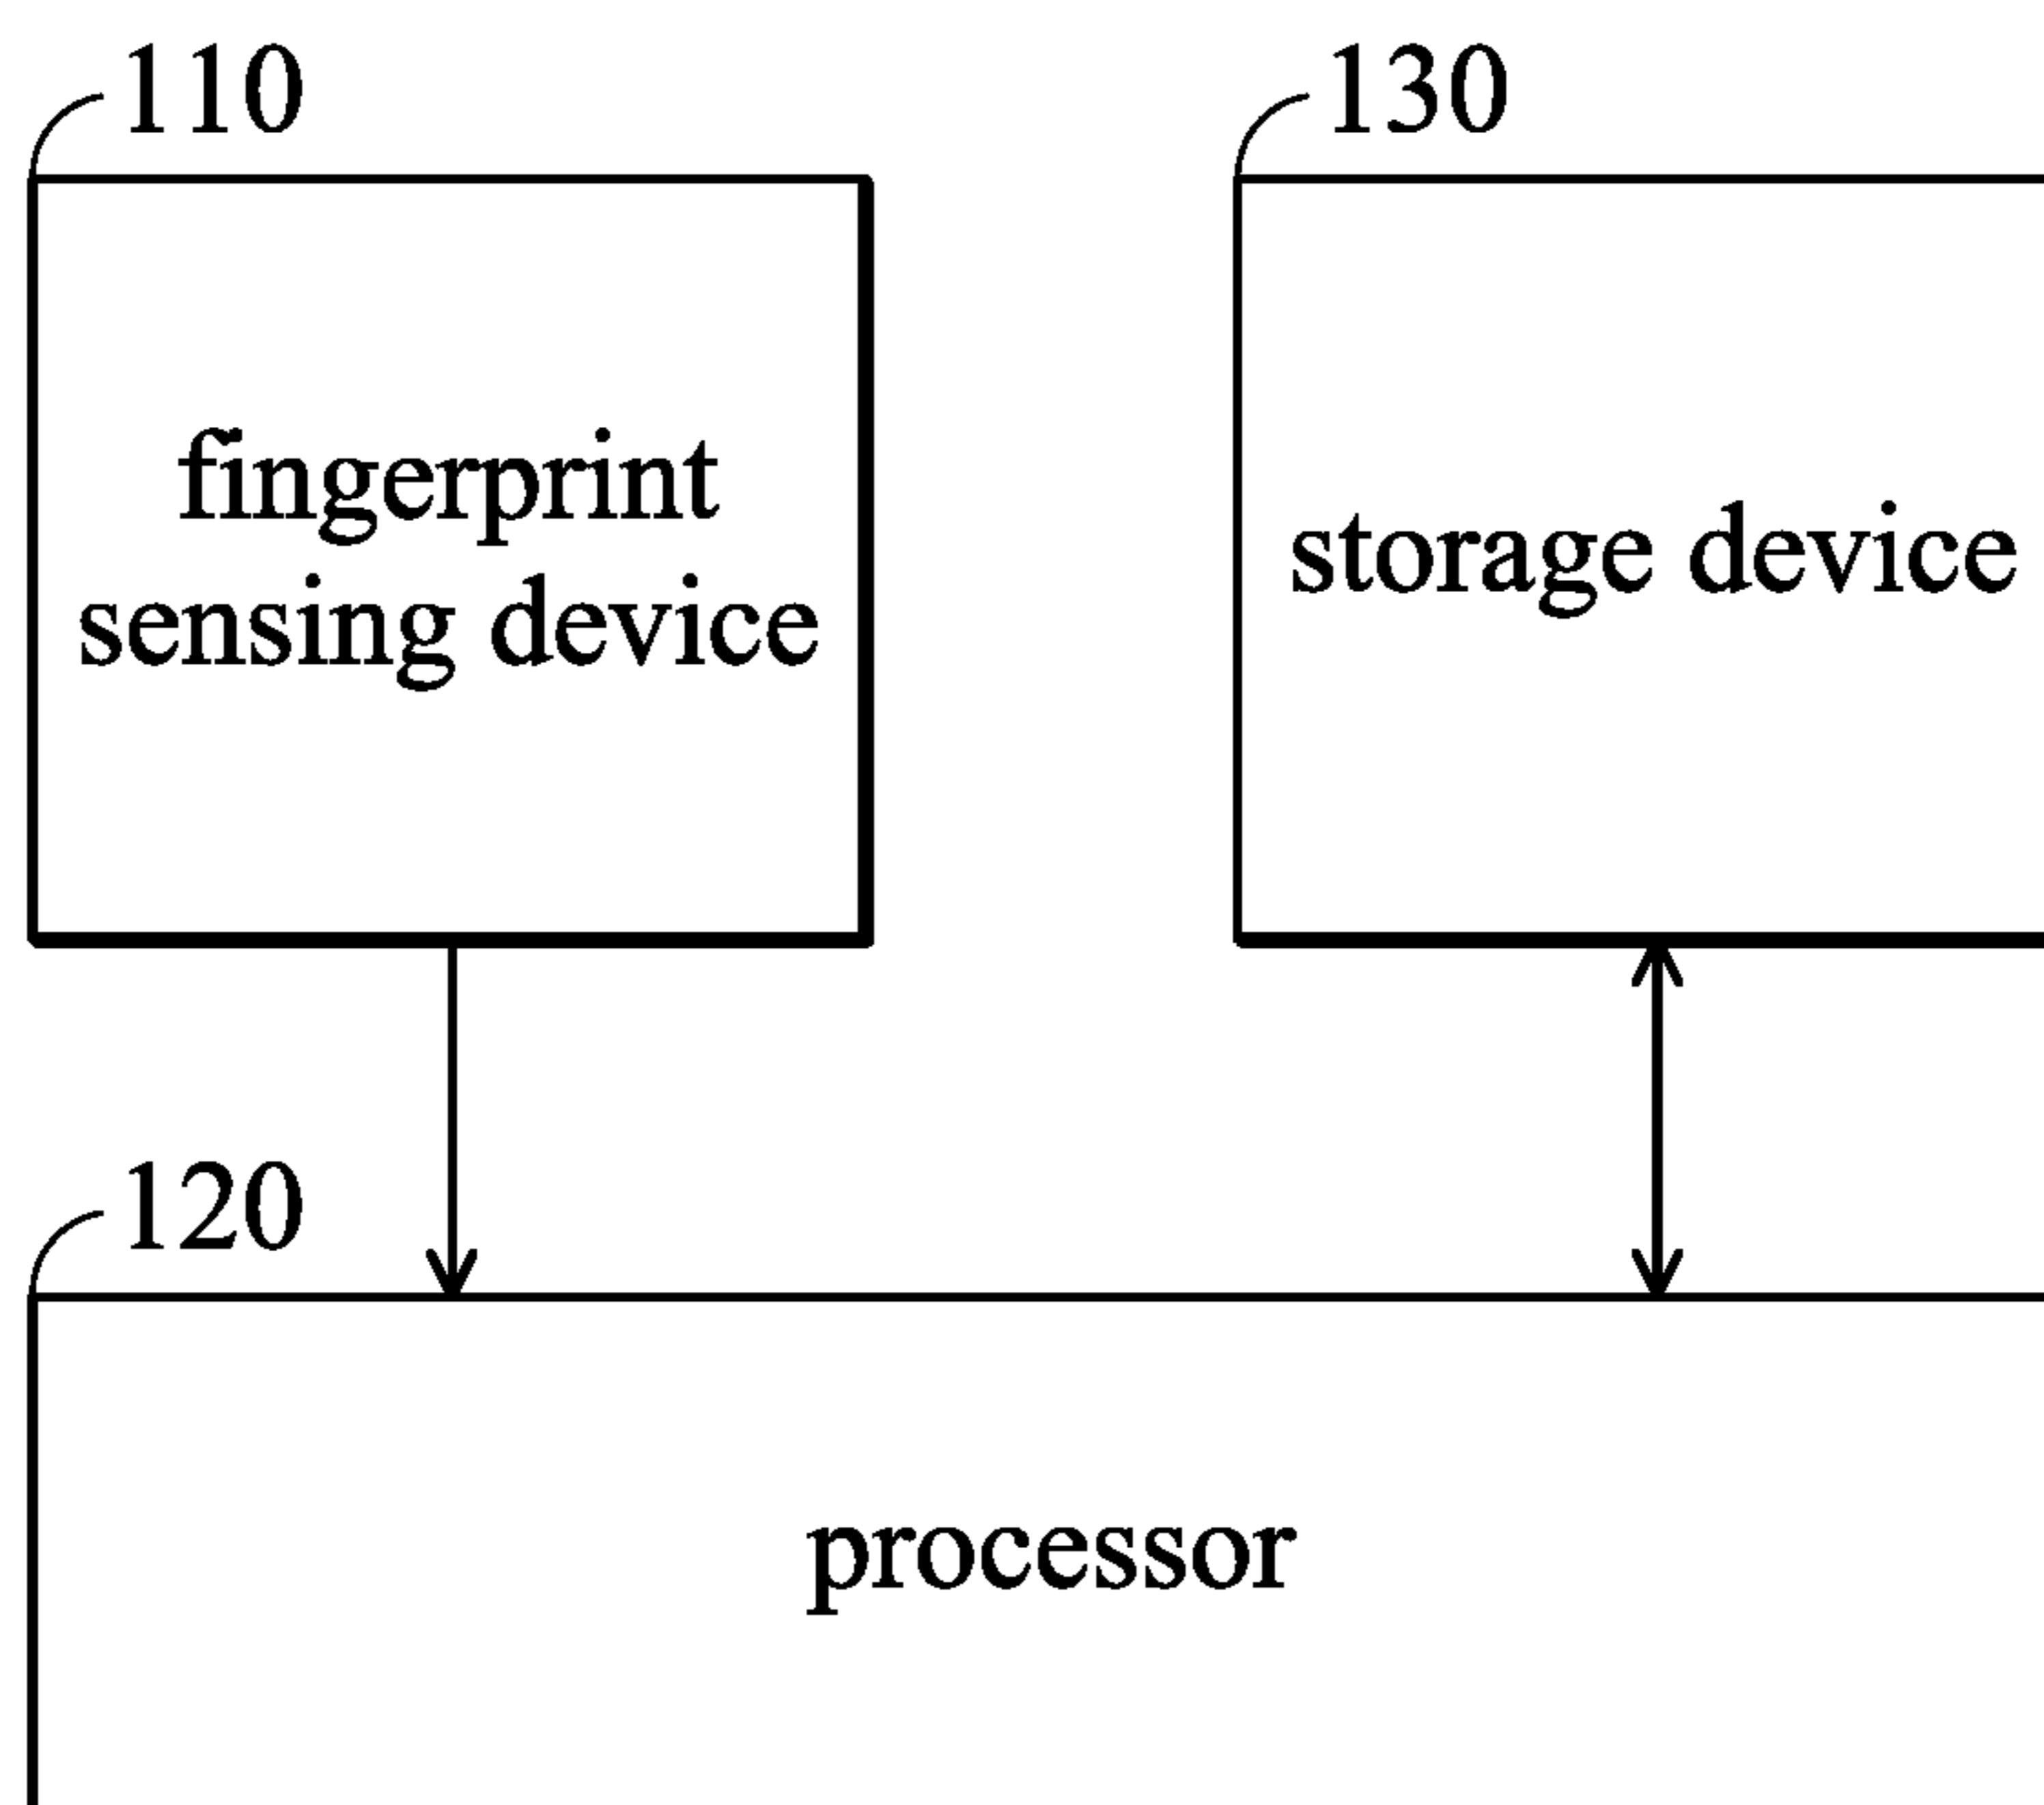 110
fingerprint
sensing device
130
storage device
120
processor